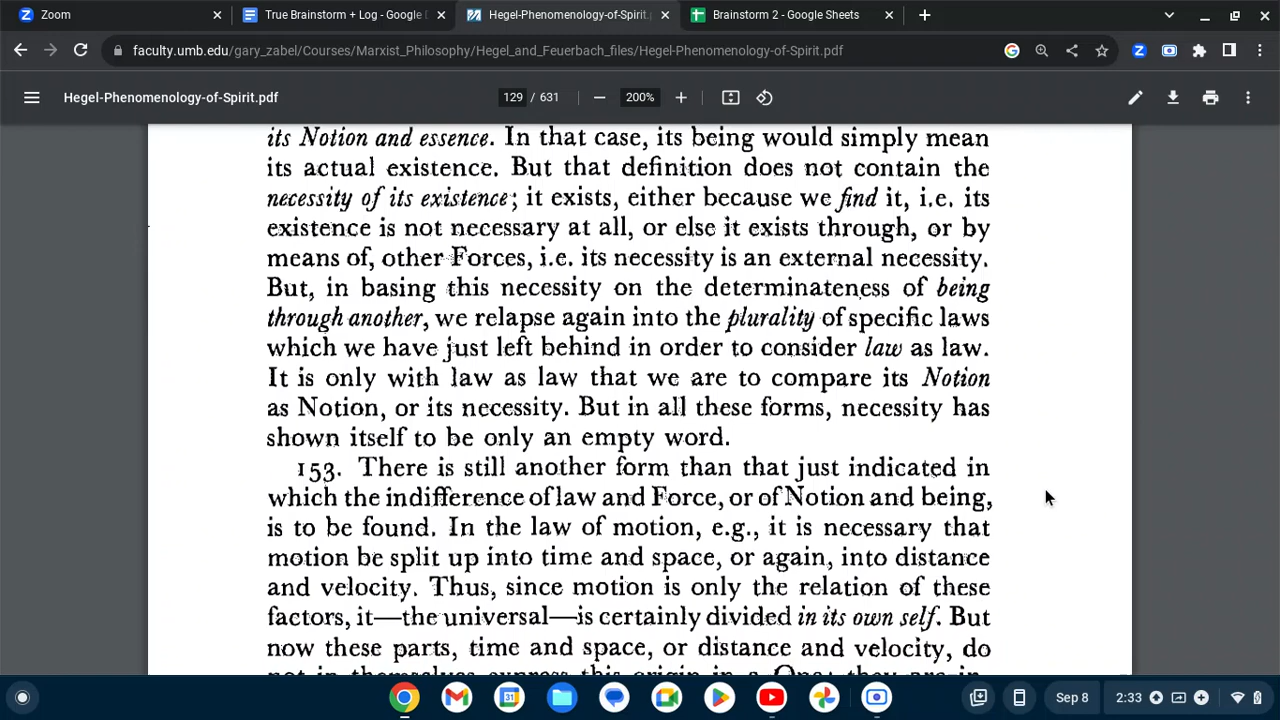 Zoom
True Brainstorm + Log - Google D
Hegel-Phenomenology-of-Spirit.p
Brainstorm 2 - Google Sheets
faculty.umb.edu/gary_zabel/Courses/Marxist_Philosophy/Hegel_and_Feuerbach_files/Hegel-Phenomenology-of-Spirit.pdf
Hegel-Phenomenology-of-Spirit.pdf
129 / 631
200%
its Notion and essence. In that case, its being would simply mean
its actual existence. But that definition does not contain the
necessity of its existence; it exists, either because we find it, i.e. its
existence is not necessary at all, or else it exists through, or by
means of, other Forces, i.e. its necessity is an external necessity.
But, in basing this necessity on the determinateness of being
through another, we relapse again into the plurality of specific laws
which we have just left behind in order to consider law as law.
It is only with law as law that we are to compare its Notion
as Notion, or its necessity. But in all these forms, necessity has
shown itself to be only an empty word.
153. There is still another form than that just indicated in
which the indifference of law and Force, or of Notion and being,
is to be found. In the law of motion, e.g., it is necessary that
motion be split up into time and space, or again, into distance
and velocity. Thus, since motion is only the relation of these
factors, it—the universal—is certainly divided in its own self. But
now these parts, time and space, or distance and velocity, do
not in themselves express this origin in a One; they are in-
Sep 8
2:33